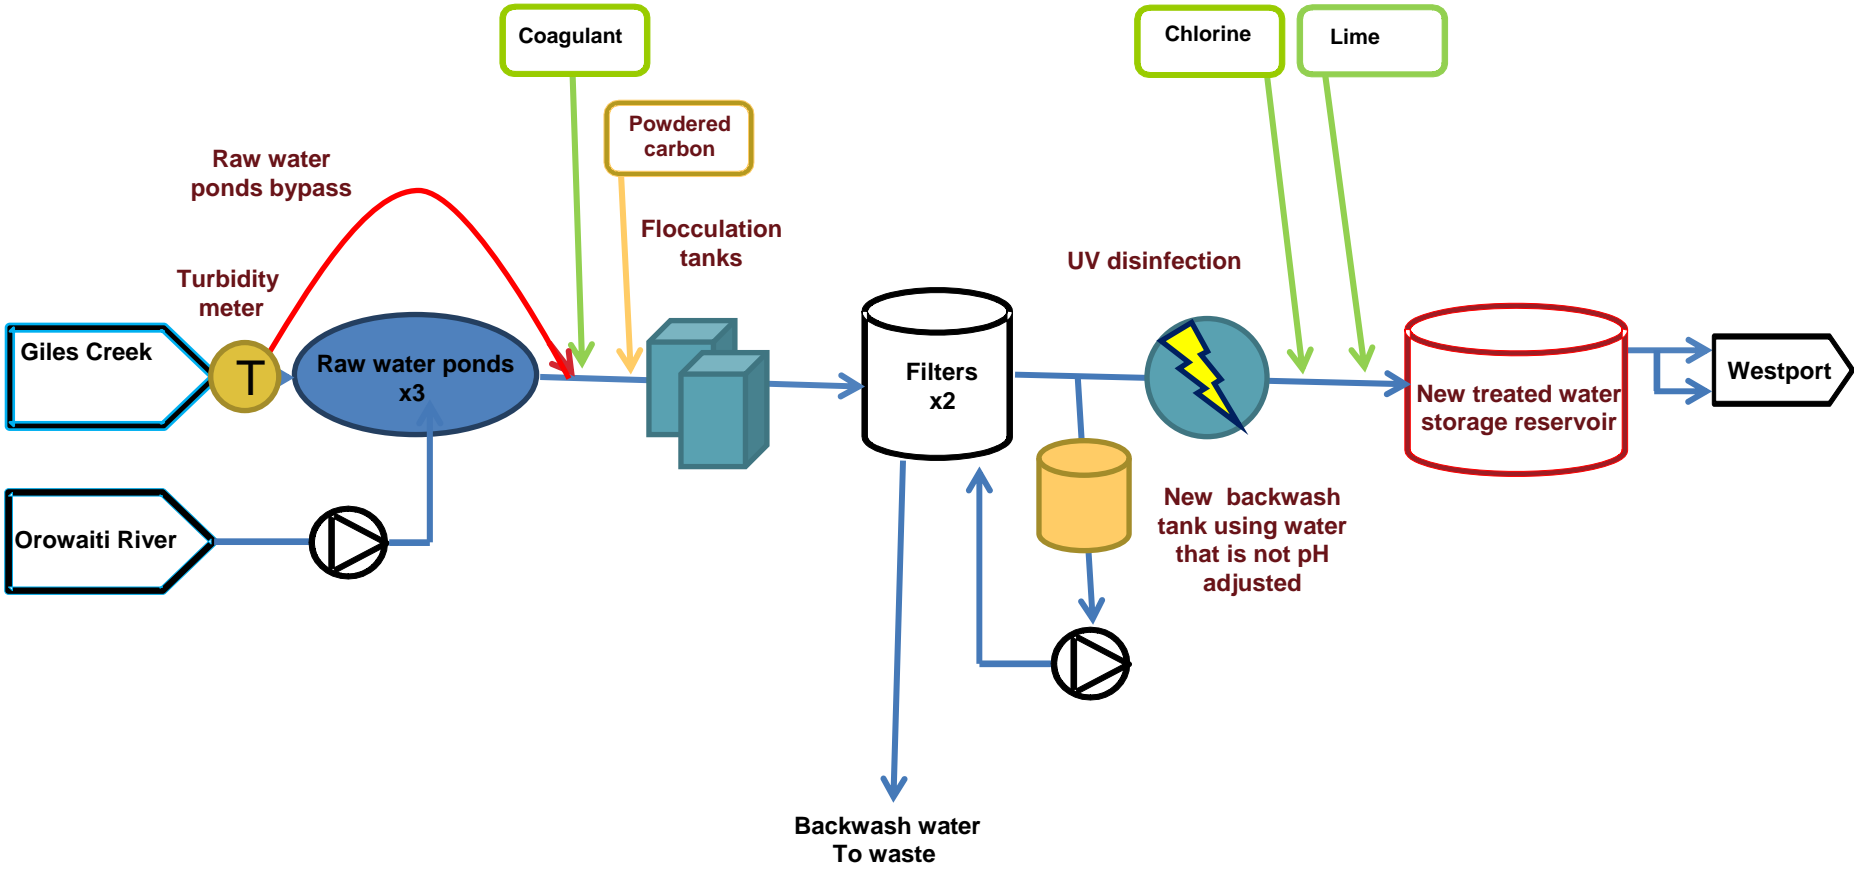 Coagulant
Chlorine
Lime
Powdered
carbon
Raw water
ponds bypass
Flocculation
tanks
UV disinfection
Turbidity
meter
Giles Creek
T
Raw water ponds
x3
Filters
x2
New treated water
storage reservoir
Westport
Orowaiti River
New backwash
tank using water
that is not pH
adjusted
Backwash water
To waste